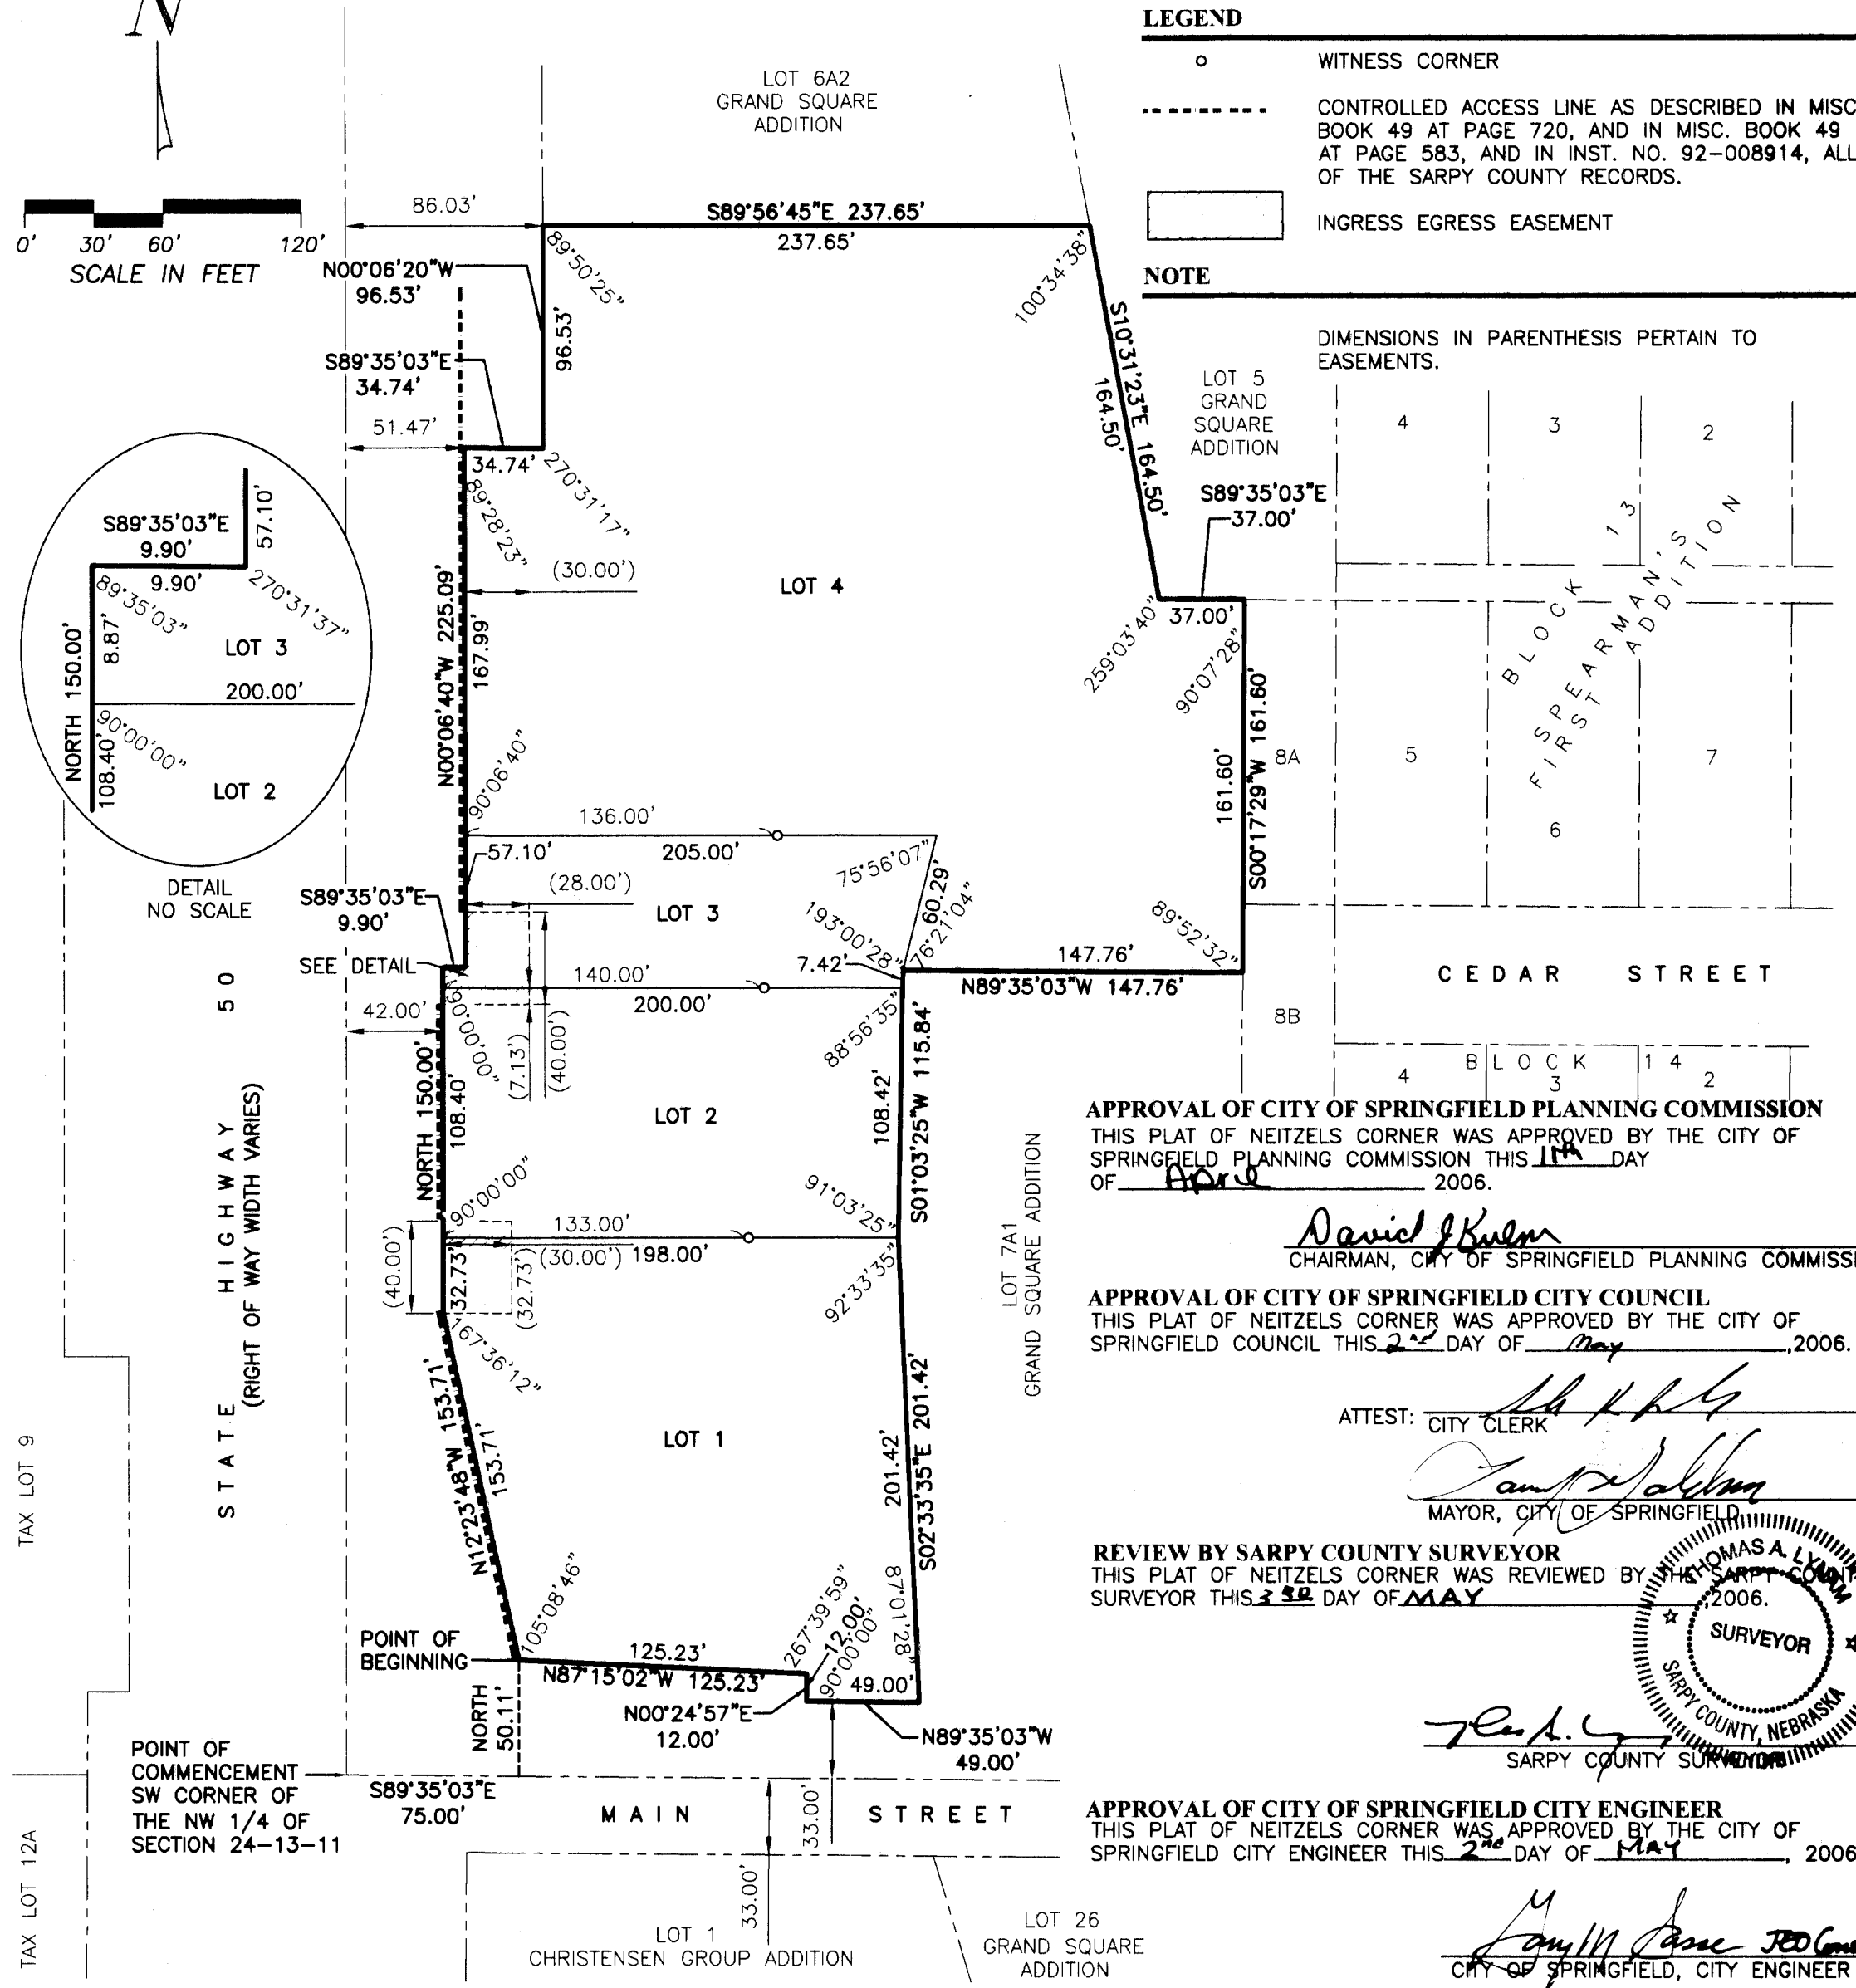 N
0' 30' 60' 120'
SCALE IN FEET
LOT 6A2
GRAND SQUARE
ADDITION
86.03'
S89°56'45"E 237.65'
237.65'
N00°06'20"W
96.53'
96.53'
89°50'25"
100°34'38"
S89°35'03"E
34.74'
51.47'
34.74'
270°31'17"
89°28'23"
(30.00')
S10°31'23"E 164.50'
164.50'
LOT 5
GRAND
SQUARE
ADDITION
S89°35'03"E
37.00'
37.00'
259°03'40"
90°07'28"
LOT 4
N00°06'40"W 225.09'
167.99'
90°06'40"
161.60'
S00°17'29"W 161.60'
S89°35'03"E
9.90'
9.90'
57.10'
89°35'03"
270°31'37"
8.87'
LOT 3
NORTH 150.00'
200.00'
90°00'00"
108.40'
LOT 2
DETAIL
NO SCALE
136.00'
205.00'
57.10'
75°56'07"
(28.00')
LOT 3
60.29'
193°00'28"
76°21'04"
89°52'32"
S89°35'03"E
9.90'
SEE DETAIL
7.42'
147.76'
N89°35'03"W 147.76'
140.00'
200.00'
42.00'
90°00'00"
(7.13')
(40.00')
88°56'35"
NORTH 150.00'
108.40'
LOT 2
108.42'
S01°03'25"W 115.84'
90°00'00"
91°03'25"
133.00'
(30.00') 198.00'
(40.00')
32.73'
(32.73')
92°33'35"
167°36'12"
N12°23'48"W 153.71'
153.71'
LOT 1
201.42'
S02°33'35"E 201.42'
LOT 7A1
GRAND SQUARE ADDITION
105°08'46"
267°39'59"
12.00'
90°00'00"
87°01'28"
POINT OF
BEGINNING
125.23'
N87°15'02"W 125.23'
49.00'
NORTH
50.11'
N00°24'57"E
12.00'
N89°35'03"W
49.00'
POINT OF
COMMENCEMENT
SW CORNER OF
THE NW 1/4 OF
SECTION 24-13-11
S89°35'03"E
75.00'
MAIN STREET
33.00'
33.00'
LOT 1
CHRISTENSEN GROUP ADDITION
LOT 26
GRAND SQUARE
ADDITION
STATE HIGHWAY 50
(RIGHT OF WAY WIDTH VARIES)
TAX LOT 9
TAX LOT 12A
LEGEND
WITNESS CORNER
CONTROLLED ACCESS LINE AS DESCRIBED IN MISC
BOOK 49 AT PAGE 720, AND IN MISC. BOOK 49
AT PAGE 583, AND IN INST. NO. 92-008914, ALL
OF THE SARPY COUNTY RECORDS.
INGRESS EGRESS EASEMENT
NOTE
DIMENSIONS IN PARENTHESIS PERTAIN TO
EASEMENTS.
4 3 2
BLOCK 13
SPEARMAN'S
FIRST ADDITION
8A 5 6 7
CEDAR STREET
8B
BLOCK 14
4 3 2
APPROVAL OF CITY OF SPRINGFIELD PLANNING COMMISSION
THIS PLAT OF NEITZELS CORNER WAS APPROVED BY THE CITY OF
SPRINGFIELD PLANNING COMMISSION THIS 11th DAY
OF April 2006.
David J Kulm
CHAIRMAN, CITY OF SPRINGFIELD PLANNING COMMISSI
APPROVAL OF CITY OF SPRINGFIELD CITY COUNCIL
THIS PLAT OF NEITZELS CORNER WAS APPROVED BY THE CITY OF
SPRINGFIELD COUNCIL THIS 2nd DAY OF May ,2006.
ATTEST:
CITY CLERK
MAYOR, CITY OF SPRINGFIELD
REVIEW BY SARPY COUNTY SURVEYOR
THIS PLAT OF NEITZELS CORNER WAS REVIEWED BY THE SARPY COUNT
SURVEYOR THIS 3RD DAY OF MAY ,2006.
THOMAS A. LYNAM
SURVEYOR
SARPY COUNTY, NEBRASKA
SARPY COUNTY SURVEYOR
APPROVAL OF CITY OF SPRINGFIELD CITY ENGINEER
THIS PLAT OF NEITZELS CORNER WAS APPROVED BY THE CITY OF
SPRINGFIELD CITY ENGINEER THIS 2nd DAY OF MAY , 2006
CITY OF SPRINGFIELD, CITY ENGINEER